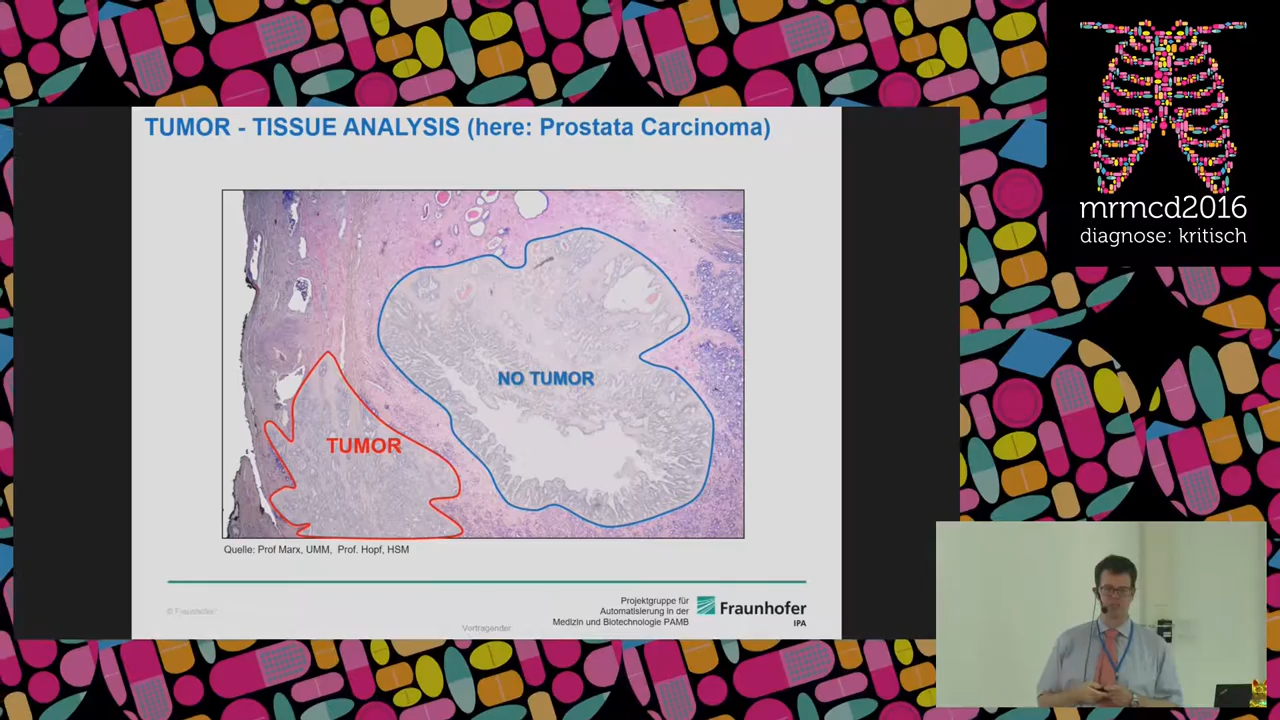 TUMOR - TISSUE ANALYSIS (here: Prostata Carcinoma)
NO TUMOR
TUMOR
Quelle: Prof Marx, UMM, Prof. Hopf, HSM
© Fraunhofer
Vortragender
Projektgruppe für
Automatisierung in der
Medizin und Biotechnologie PAMB
Fraunhofer
IPA
mrmcd2016
diagnose: kritisch